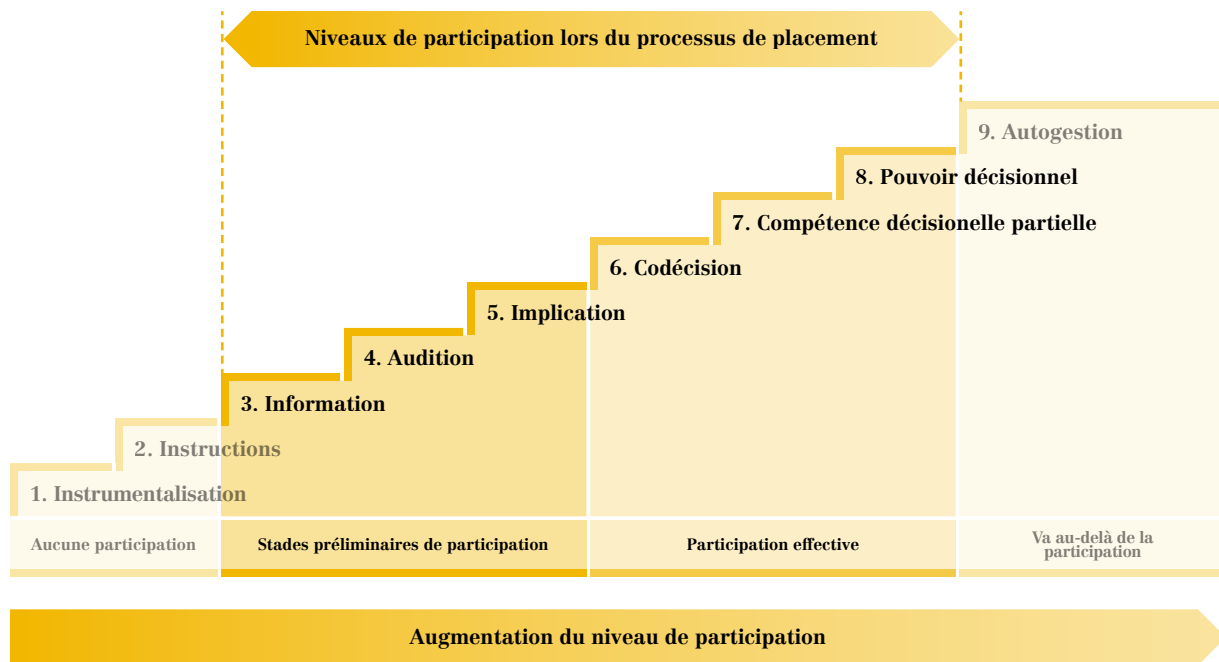 Niveaux de participation lors du processus de placement
9. Autogestion
8. Pouvoir décisionnel
7. Compétence décisionelle partielle
6. Codécision
5. Implication
4. Audition
3. Information
2. Instructions
1. Instrumentalisation
Aucune participation
Stades préliminaires de participation
Participation effective
Va au-delà de la
participation
Augmentation du niveau de participation